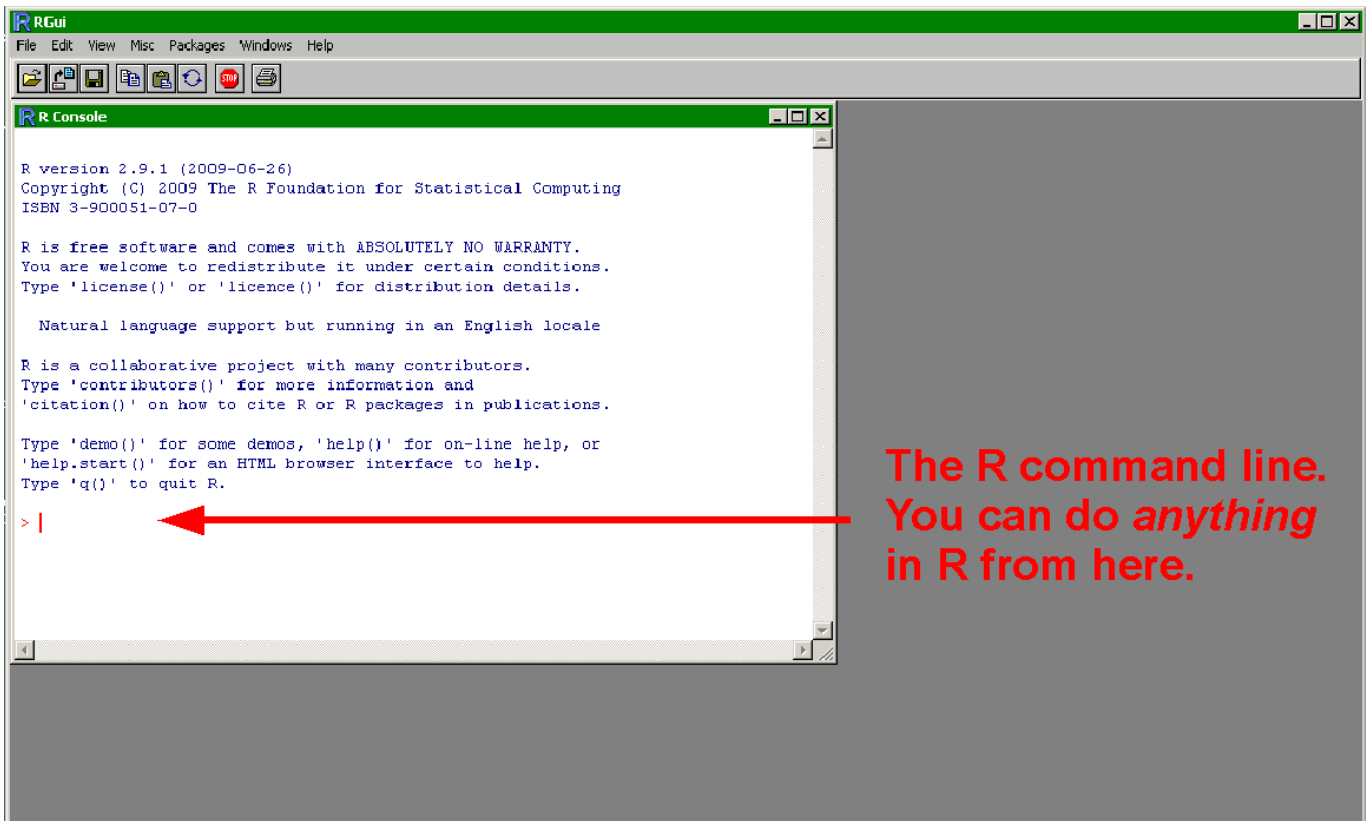 RGui
File Edit View Misc Packages Windows Help
STOP
R Console
R version 2.9.1 (2009-06-26)
Copyright (C) 2009 The R Foundation for Statistical Computing
ISBN 3-900051-07-0
R is free software and comes with ABSOLUTELY NO WARRANTY.
You are welcome to redistribute it under certain conditions.
Type 'license()' or 'licence()' for distribution details.
Natural language support but running in an English locale
R is a collaborative project with many contributors.
Type 'contributors()' for more information and
'citation()' on how to cite R or R packages in publications.
Type 'demo()' for some demos, 'help()' for on-line help, or
'help.start()' for an HTML browser interface to help.
Type 'q()' to quit R.
>
The R command line.
You can do anything
in R from here.